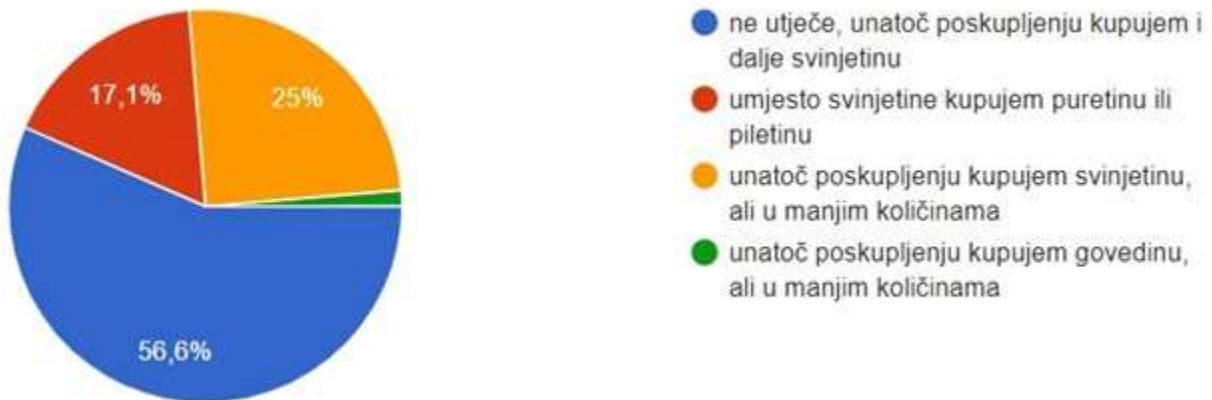 17,1%
25%
56,6%
ne utječe, unatoč poskupljenju kupujem i
dalje svinjetinu
umjesto svinjetine kupujem puretinu ili
piletinu
unatoč poskupljenju kupujem svinjetinu,
ali u manjim količinama
unatoč poskupljenju kupujem govedinu,
ali u manjim količinama